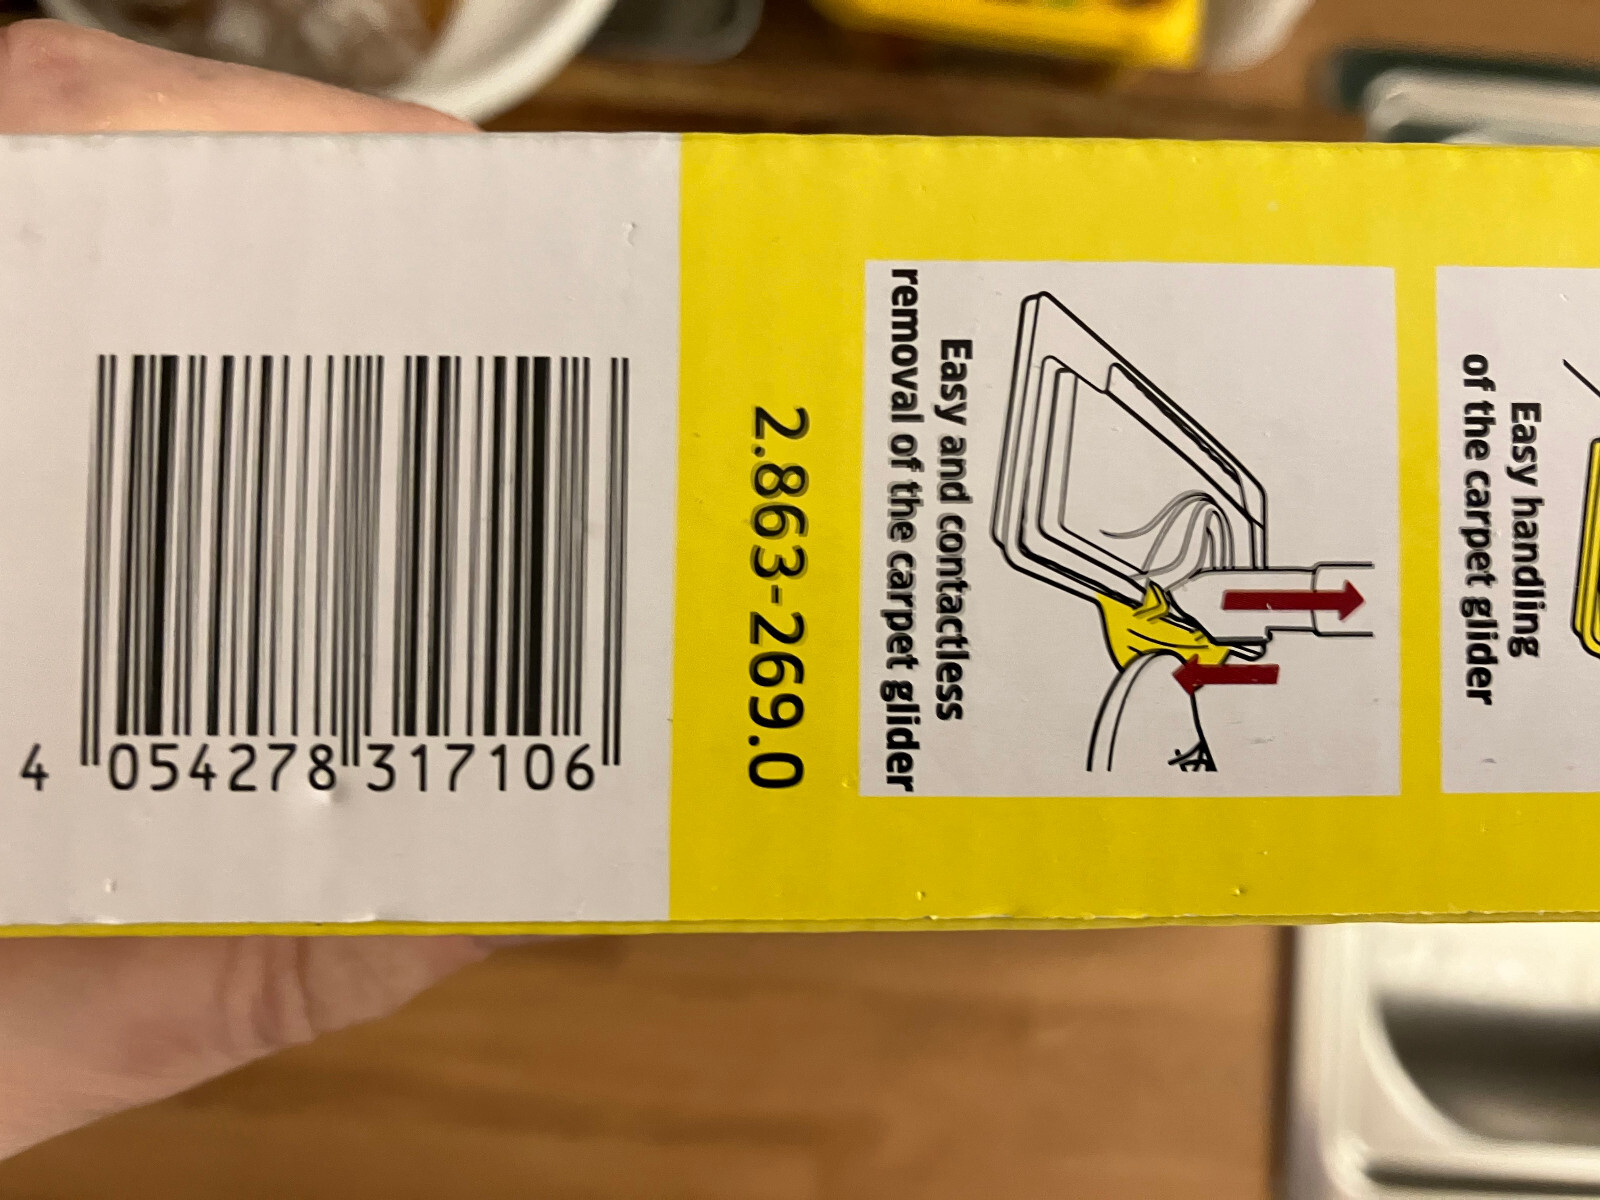 4 054278 317106
2.863-269.0
Easy and contactless
removal of the carpet glider
Easy handling
of the carpet glider